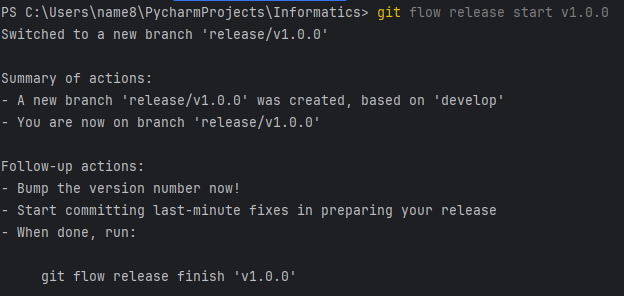 PS C:\Users\name8\PycharmProjects\Informatics> git flow release start v1.0.0
Switched to a new branch 'release/v1.0.0'
Summary of actions:
- A new branch 'release/v1.0.0' was created, based on 'develop'
- You are now on branch 'release/v1.0.0'
Follow-up actions:
- Bump the version number now!
- Start committing last-minute fixes in preparing your release
- When done, run:
git flow release finish 'v1.0.0'